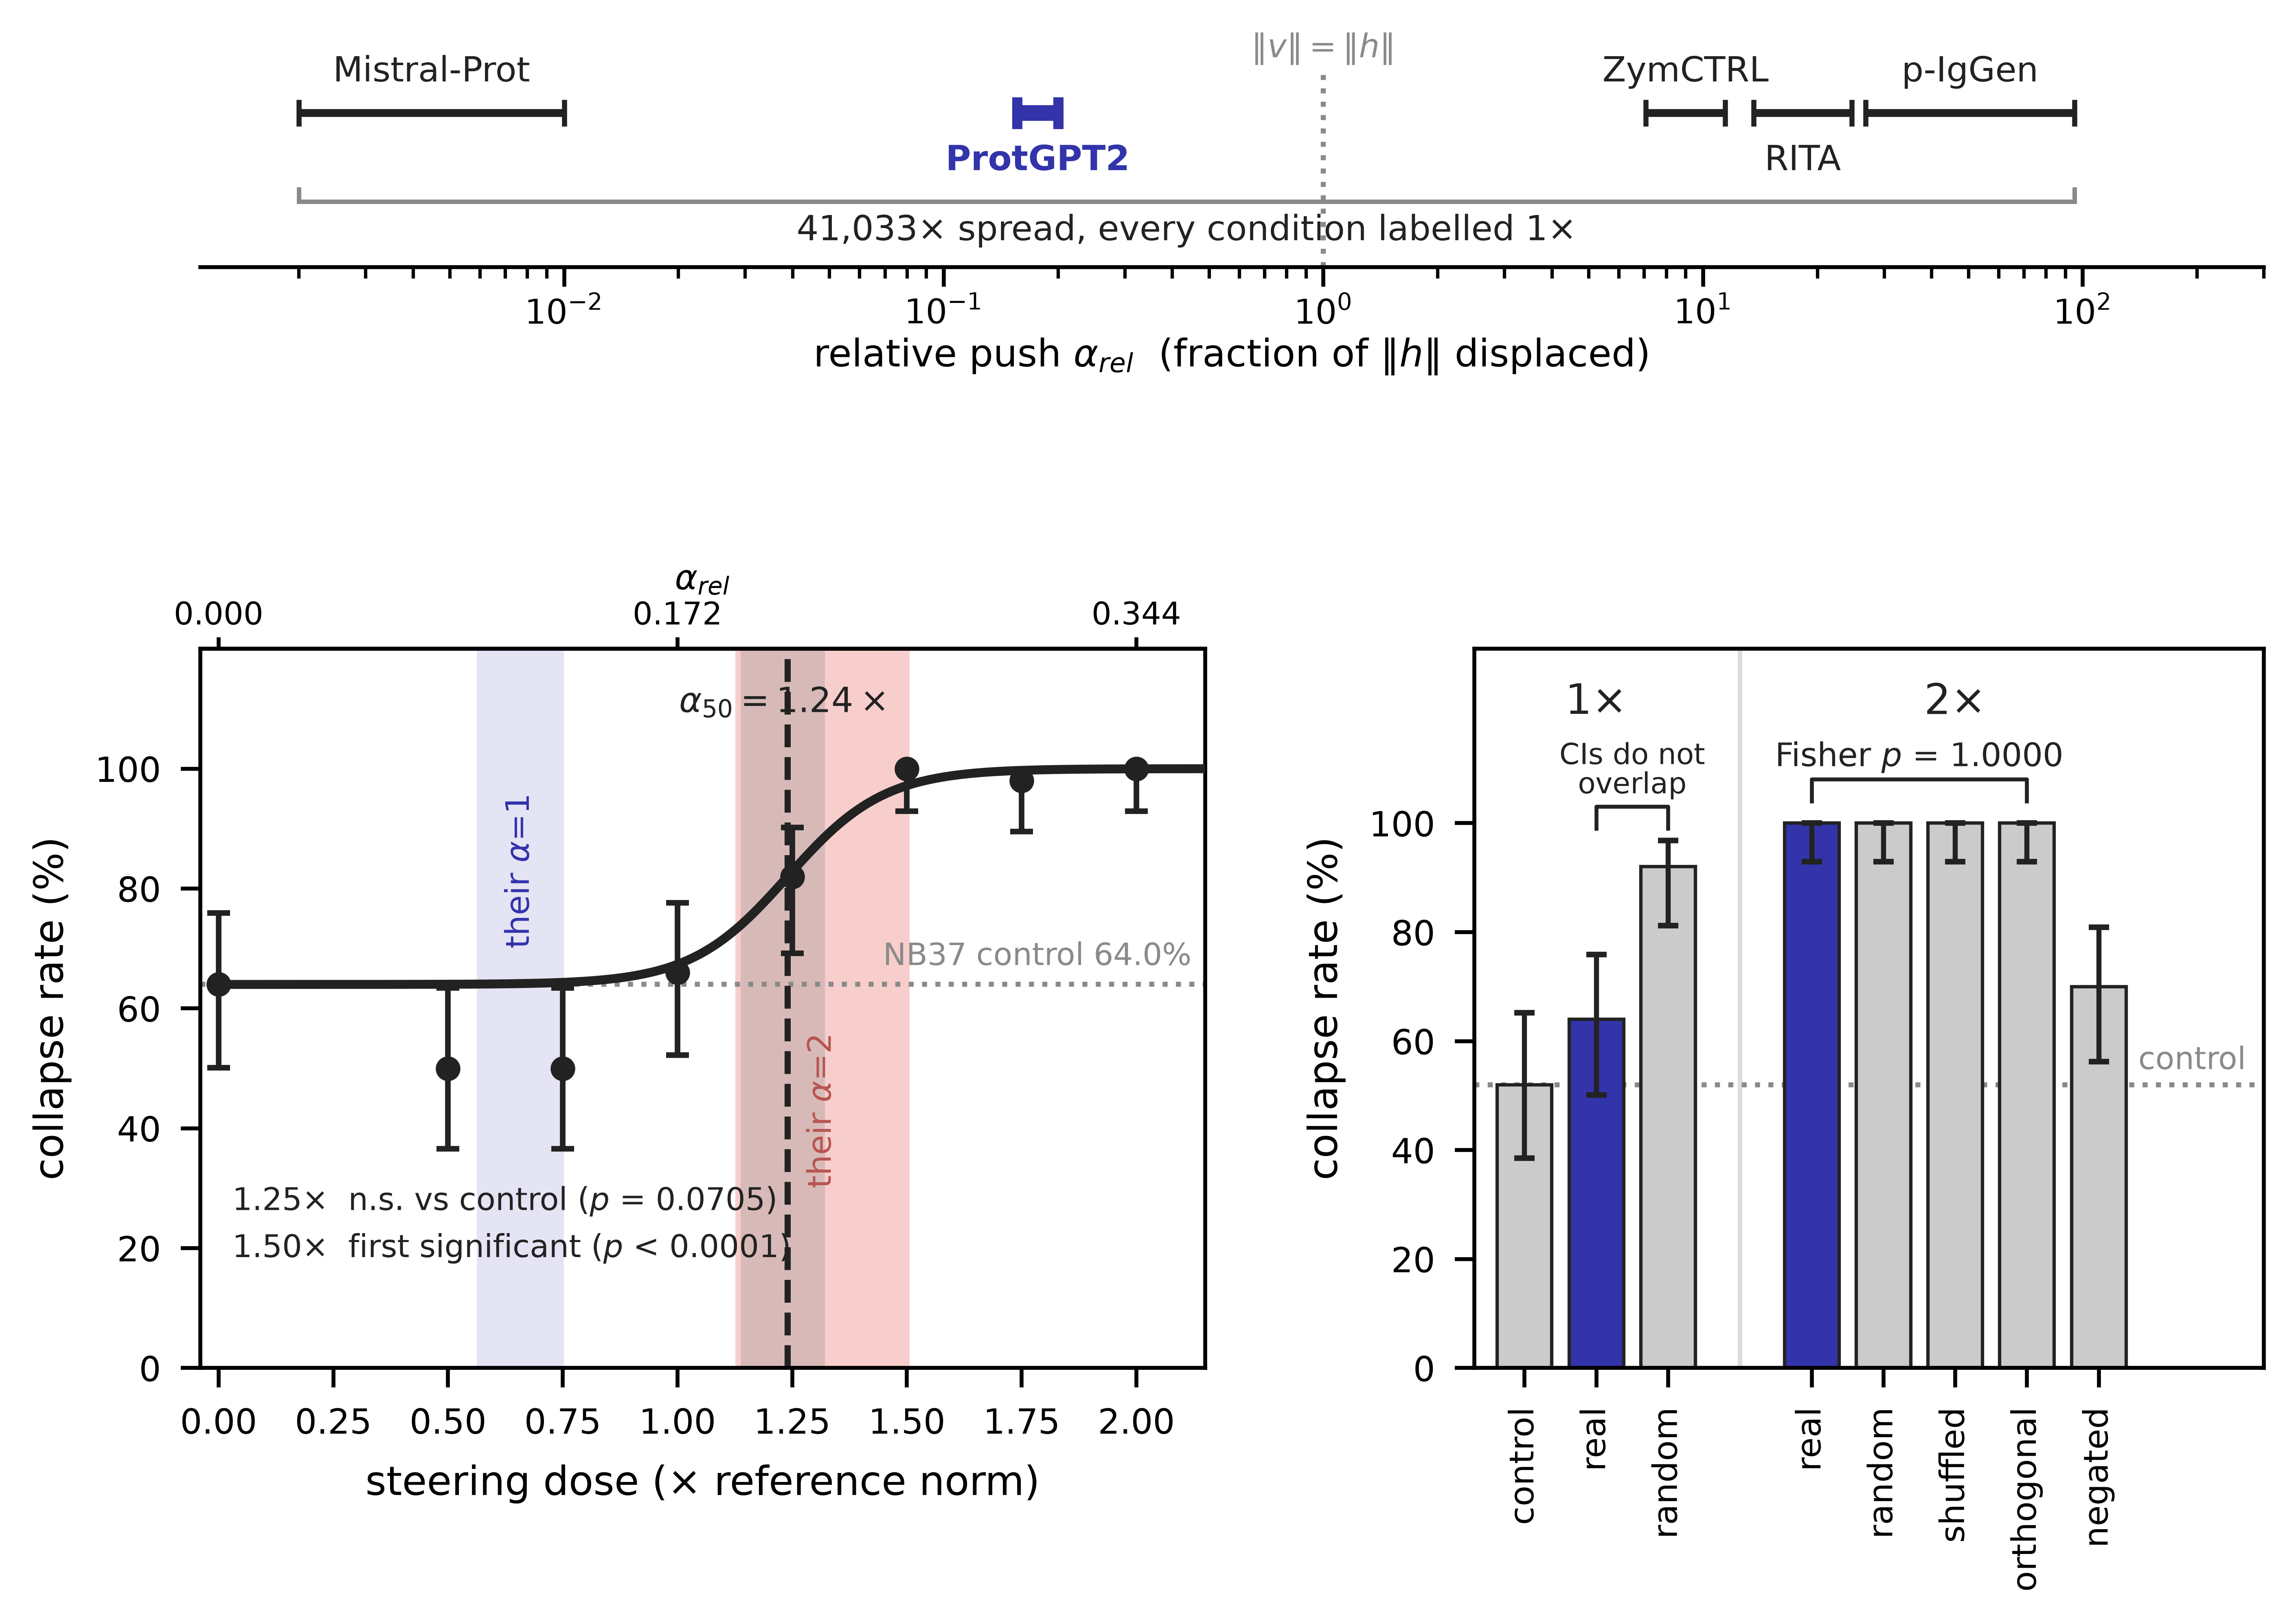 ‖v‖ = ‖h‖
Mistral-Prot
ZymCTRL
p-IgGen
ProtGPT2
RITA
41,033× spread, every condition labelled 1×
10⁻² 10⁻¹ 10⁰ 10¹ 10²
relative push α_rel (fraction of ‖h‖ displaced)
α_rel
0.000 0.172 0.344
α₅₀ = 1.24 ×
100
80
60
40
20
0
collapse rate (%)
their α=1
their α=2
NB37 control 64.0%
1.25× n.s. vs control (p = 0.0705)
1.50× first significant (p < 0.0001)
0.00 0.25 0.50 0.75 1.00 1.25 1.50 1.75 2.00
steering dose (× reference norm)
1× 2×
CIs do not
overlap
Fisher p = 1.0000
100
80
60
40
20
0
collapse rate (%)
control
control
real
random
real
random
shuffled
orthogonal
negated